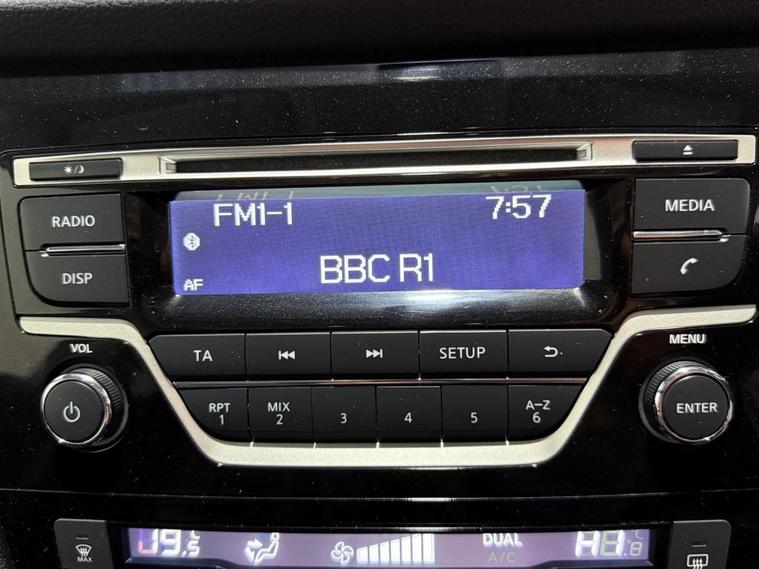 FM1-1 7:57
RADIO
MEDIA
DISP
AF
BBC R1
VOL
MENU
TA
SETUP
RPT
1
MIX
2
3
4
5
A-Z
6
ENTER
DUAL
A/C
MAX